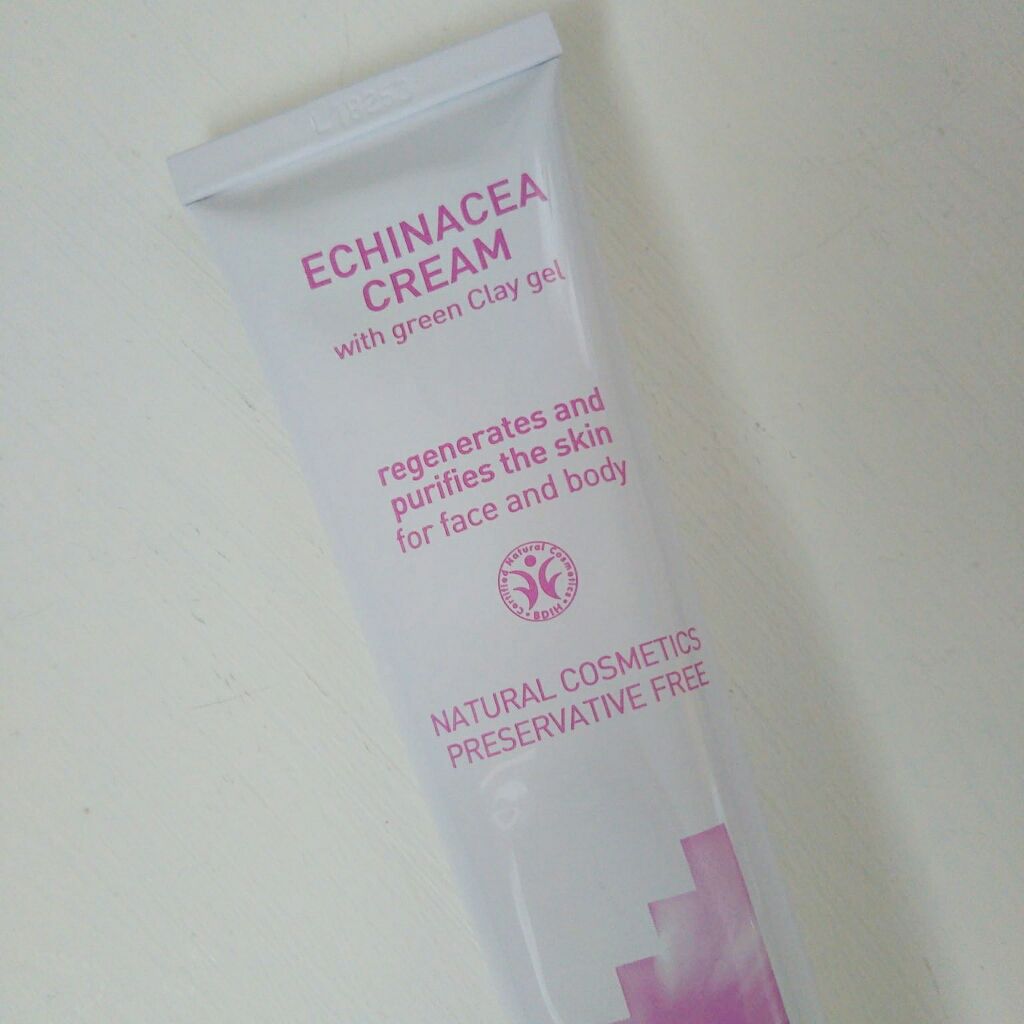 ECHINACEA
CREAM
with green Clay gel
regenerates and
purifies the skin
for face and body
Certified Natural Cosmetics
BDIH
NATURAL COSMETICS
PRESERVATIVE FREE